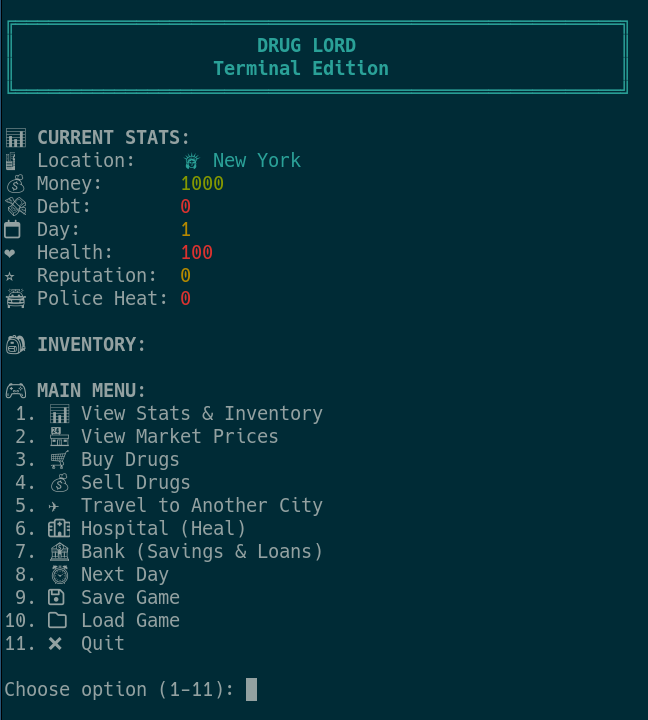 DRUG LORD
Terminal Edition
📊 CURRENT STATS:
Location: 🗽 New York
💰 Money: 1000
💸 Debt: 0
Day: 1
❤ Health: 100
⭐ Reputation: 0
🚔 Police Heat: 0
🎒 INVENTORY:
🎮 MAIN MENU:
1. 📊 View Stats & Inventory
2. 🏪 View Market Prices
3. 🛒 Buy Drugs
4. 💰 Sell Drugs
5. ✈ Travel to Another City
6. 🏥 Hospital (Heal)
7. 🏦 Bank (Savings & Loans)
8. ⏰ Next Day
9. 💾 Save Game
10. 📁 Load Game
11. ❌ Quit
Choose option (1-11):